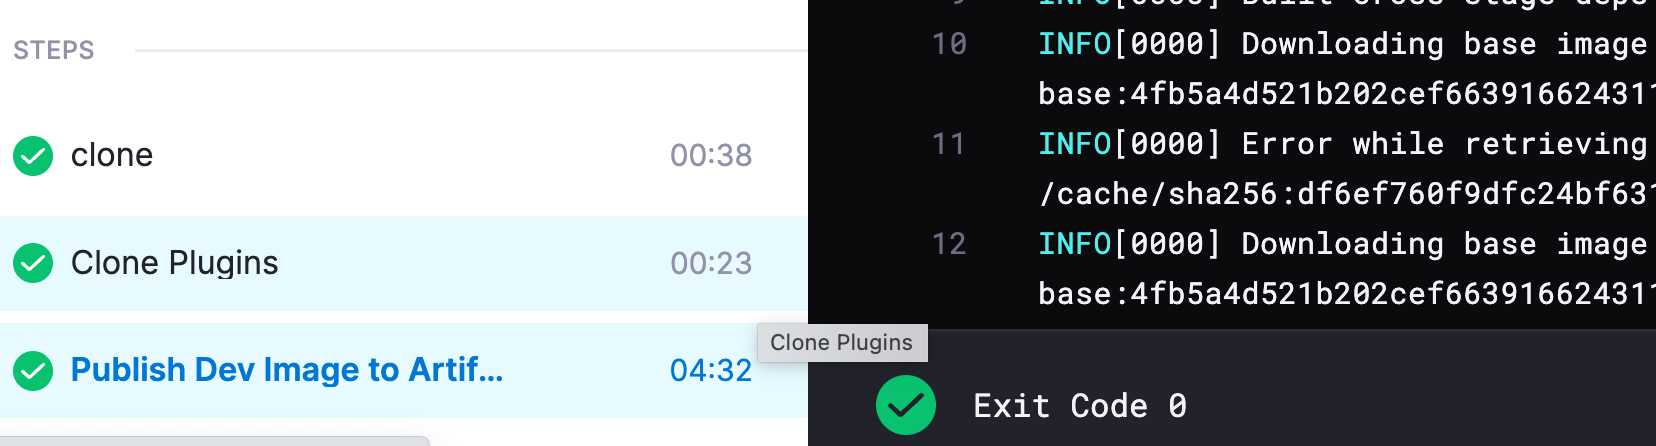 STEPS
clone 00:38
Clone Plugins 00:23
Publish Dev Image to Artif... 04:32
Clone Plugins
10 INFO[0000] Downloading base image
base:4fb5a4d521b202cef66391662431
11 INFO[0000] Error while retrieving
/cache/sha256:df6ef760f9dfc24bf631
12 INFO[0000] Downloading base image
base:4fb5a4d521b202cef66391662431
Exit Code 0